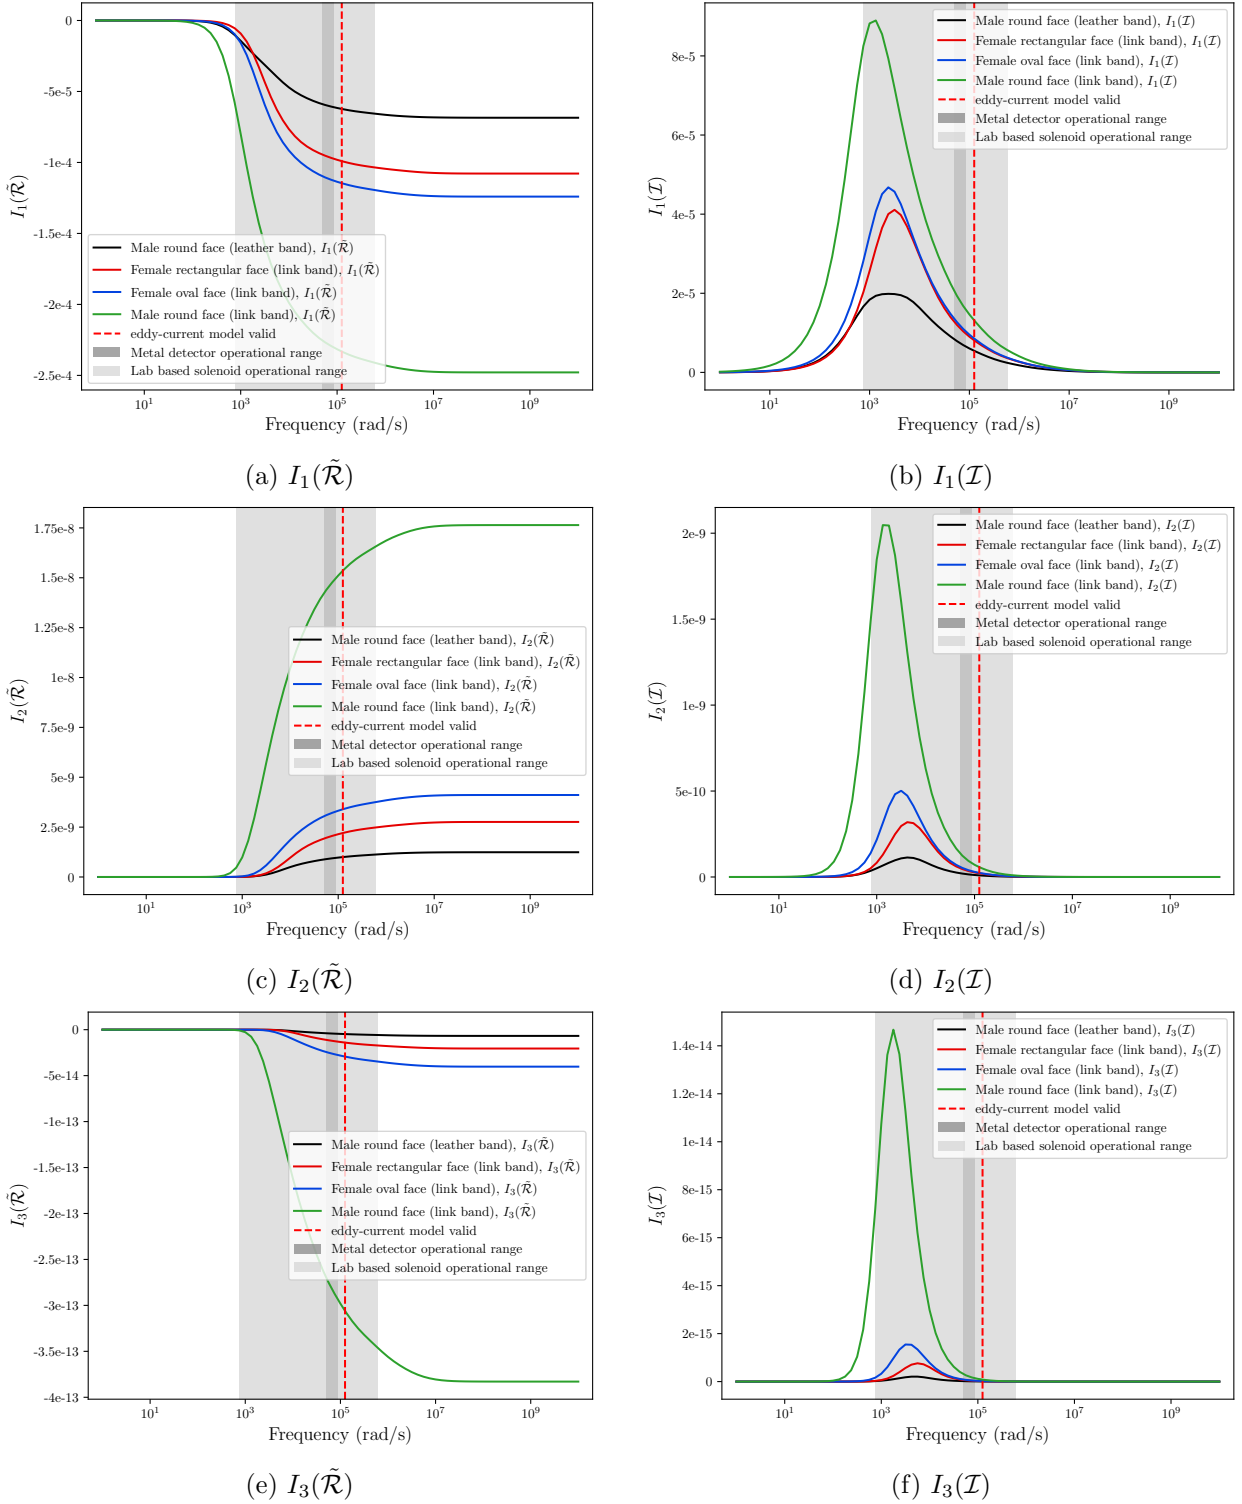 0
-5e-5
-1e-4
-1.5e-4
-2e-4
-2.5e-4
I₁(R̃)
Male round face (leather band), I₁(R̃)
Female rectangular face (link band), I₁(R̃)
Female oval face (link band), I₁(R̃)
Male round face (link band), I₁(R̃)
eddy-current model valid
Metal detector operational range
Lab based solenoid operational range
10¹ 10³ 10⁵ 10⁷ 10⁹
Frequency (rad/s)
(a) I₁(R̃)
8e-5
6e-5
4e-5
2e-5
0
I₁(I)
Male round face (leather band), I₁(I)
Female rectangular face (link band), I₁(I)
Female oval face (link band), I₁(I)
Male round face (link band), I₁(I)
eddy-current model valid
Metal detector operational range
Lab based solenoid operational range
10¹ 10³ 10⁵ 10⁷ 10⁹
Frequency (rad/s)
(b) I₁(I)
1.75e-8
1.5e-8
1.25e-8
1e-8
7.5e-9
5e-9
2.5e-9
0
I₂(R̃)
Male round face (leather band), I₂(R̃)
Female rectangular face (link band), I₂(R̃)
Female oval face (link band), I₂(R̃)
Male round face (link band), I₂(R̃)
eddy-current model valid
Metal detector operational range
Lab based solenoid operational range
10¹ 10³ 10⁵ 10⁷ 10⁹
Frequency (rad/s)
(c) I₂(R̃)
2e-9
1.5e-9
1e-9
5e-10
0
I₂(I)
Male round face (leather band), I₂(I)
Female rectangular face (link band), I₂(I)
Female oval face (link band), I₂(I)
Male round face (link band), I₂(I)
eddy-current model valid
Metal detector operational range
Lab based solenoid operational range
10¹ 10³ 10⁵ 10⁷ 10⁹
Frequency (rad/s)
(d) I₂(I)
0
-5e-14
-1e-13
-1.5e-13
-2e-13
-2.5e-13
-3e-13
-3.5e-13
-4e-13
I₃(R̃)
Male round face (leather band), I₃(R̃)
Female rectangular face (link band), I₃(R̃)
Female oval face (link band), I₃(R̃)
Male round face (link band), I₃(R̃)
eddy-current model valid
Metal detector operational range
Lab based solenoid operational range
10¹ 10³ 10⁵ 10⁷ 10⁹
Frequency (rad/s)
(e) I₃(R̃)
1.4e-14
1.2e-14
1e-14
8e-15
6e-15
4e-15
2e-15
0
I₃(I)
Male round face (leather band), I₃(I)
Female rectangular face (link band), I₃(I)
Female oval face (link band), I₃(I)
Male round face (link band), I₃(I)
eddy-current model valid
Metal detector operational range
Lab based solenoid operational range
10¹ 10³ 10⁵ 10⁷ 10⁹
Frequency (rad/s)
(f) I₃(I)